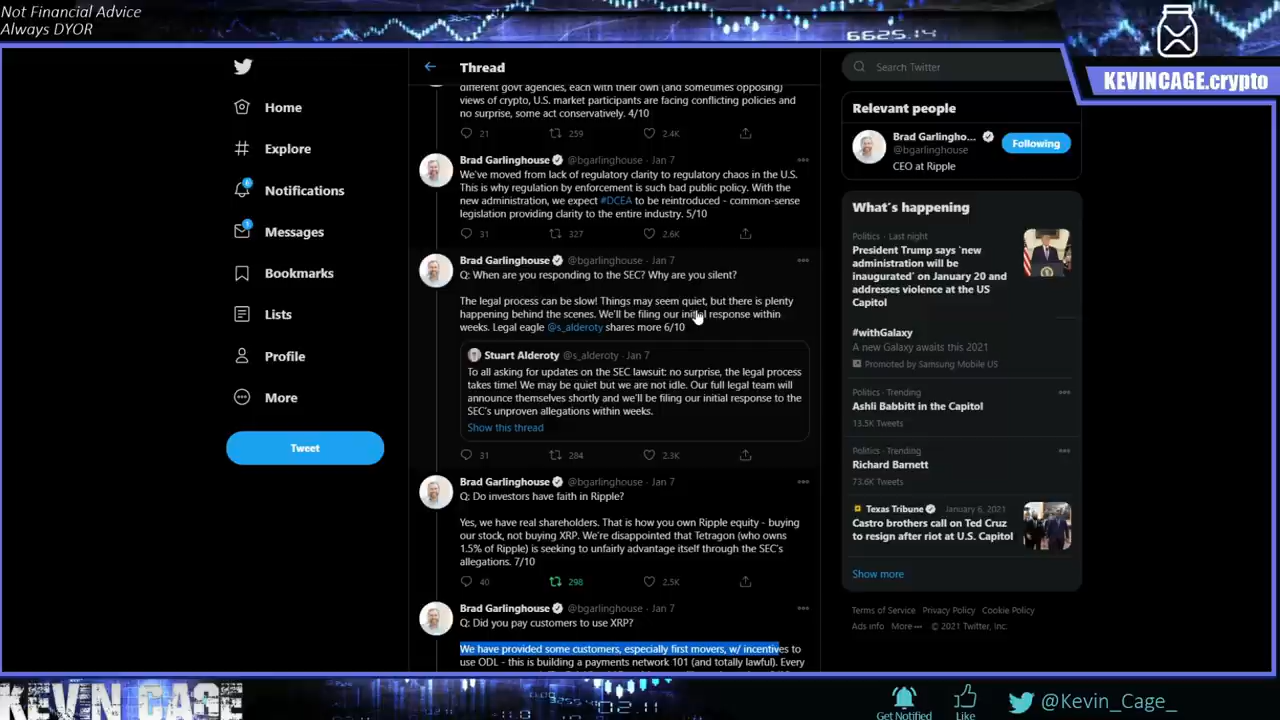 Not Financial Advice
Always DYOR
6625.14
KEVINCAGE.crypto
Home
Explore
6
Notifications
1
Messages
Bookmarks
Lists
Profile
More
Tweet
Thread
different govt agencies, each with their own (and sometimes opposing)
views of crypto, U.S. market participants are facing conflicting policies and
no surprise, some act conservatively. 4/10
21 259 2.4K
Brad Garlinghouse @bgarlinghouse · Jan 7
We've moved from lack of regulatory clarity to regulatory chaos in the U.S.
This is why regulation by enforcement is such bad public policy. With the
new administration, we expect #DCEA to be reintroduced - common-sense
legislation providing clarity to the entire industry. 5/10
31 327 2.6K
Brad Garlinghouse @bgarlinghouse · Jan 7
Q: When are you responding to the SEC? Why are you silent?
The legal process can be slow! Things may seem quiet, but there is plenty
happening behind the scenes. We'll be filing our initial response within
weeks. Legal eagle @s_alderoty shares more 6/10
Stuart Alderoty @s_alderoty · Jan 7
To all asking for updates on the SEC lawsuit: no surprise, the legal process
takes time! We may be quiet but we are not idle. Our full legal team will
announce themselves shortly and we'll be filing our initial response to the
SEC's unproven allegations within weeks.
Show this thread
31 284 2.3K
Brad Garlinghouse @bgarlinghouse · Jan 7
Q: Do investors have faith in Ripple?
Yes, we have real shareholders. That is how you own Ripple equity - buying
our stock, not buying XRP. We're disappointed that Tetragon (who owns
1.5% of Ripple) is seeking to unfairly advantage itself through the SEC's
allegations. 7/10
40 298 2.5K
Brad Garlinghouse @bgarlinghouse · Jan 7
Q: Did you pay customers to use XRP?
We have provided some customers, especially first movers, w/ incentives to
use ODL - this is building a payments network 101 (and totally lawful). Every
Search Twitter
Relevant people
Brad Garlingho...
@bgarlinghouse
Following
CEO at Ripple
What's happening
Politics · Last night
President Trump says 'new
administration will be
inaugurated' on January 20 and
addresses violence at the US
Capitol
#withGalaxy
A new Galaxy awaits this 2021
Promoted by Samsung Mobile US
Politics · Trending
Ashli Babbitt in the Capitol
13.5K Tweets
Politics · Trending
Richard Barnett
73.6K Tweets
Texas Tribune January 6, 2021
Castro brothers call on Ted Cruz
to resign after riot at U.S. Capitol
Show more
Terms of Service Privacy Policy Cookie Policy
Ads info More © 2021 Twitter, Inc.
KEVIN CAGE
Get Notified
Like
@Kevin_Cage_